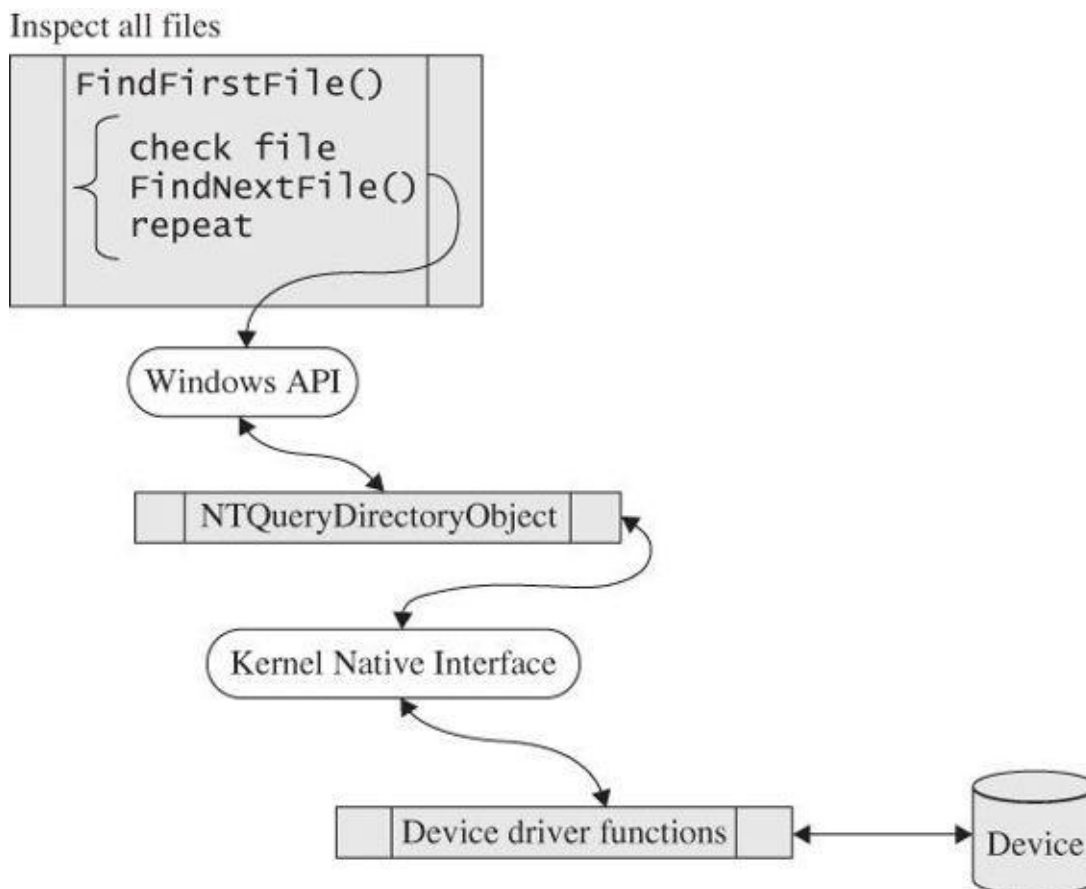 Inspect all files
FindFirstFile()
check file
FindNextFile()
repeat
Windows API
NTQueryDirectoryObject
Kernel Native Interface
Device driver functions
Device